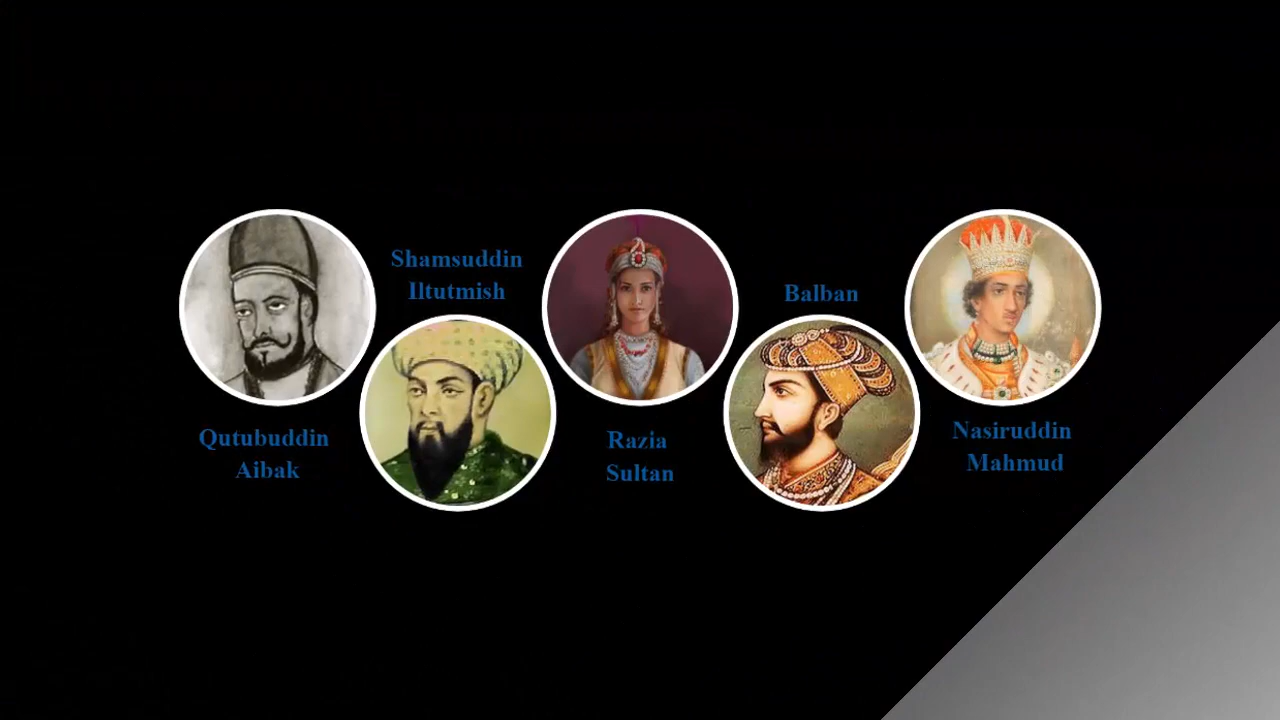 Qutubuddin
Aibak
Shamsuddin
Iltutmish
Razia
Sultan
Balban
Nasiruddin
Mahmud